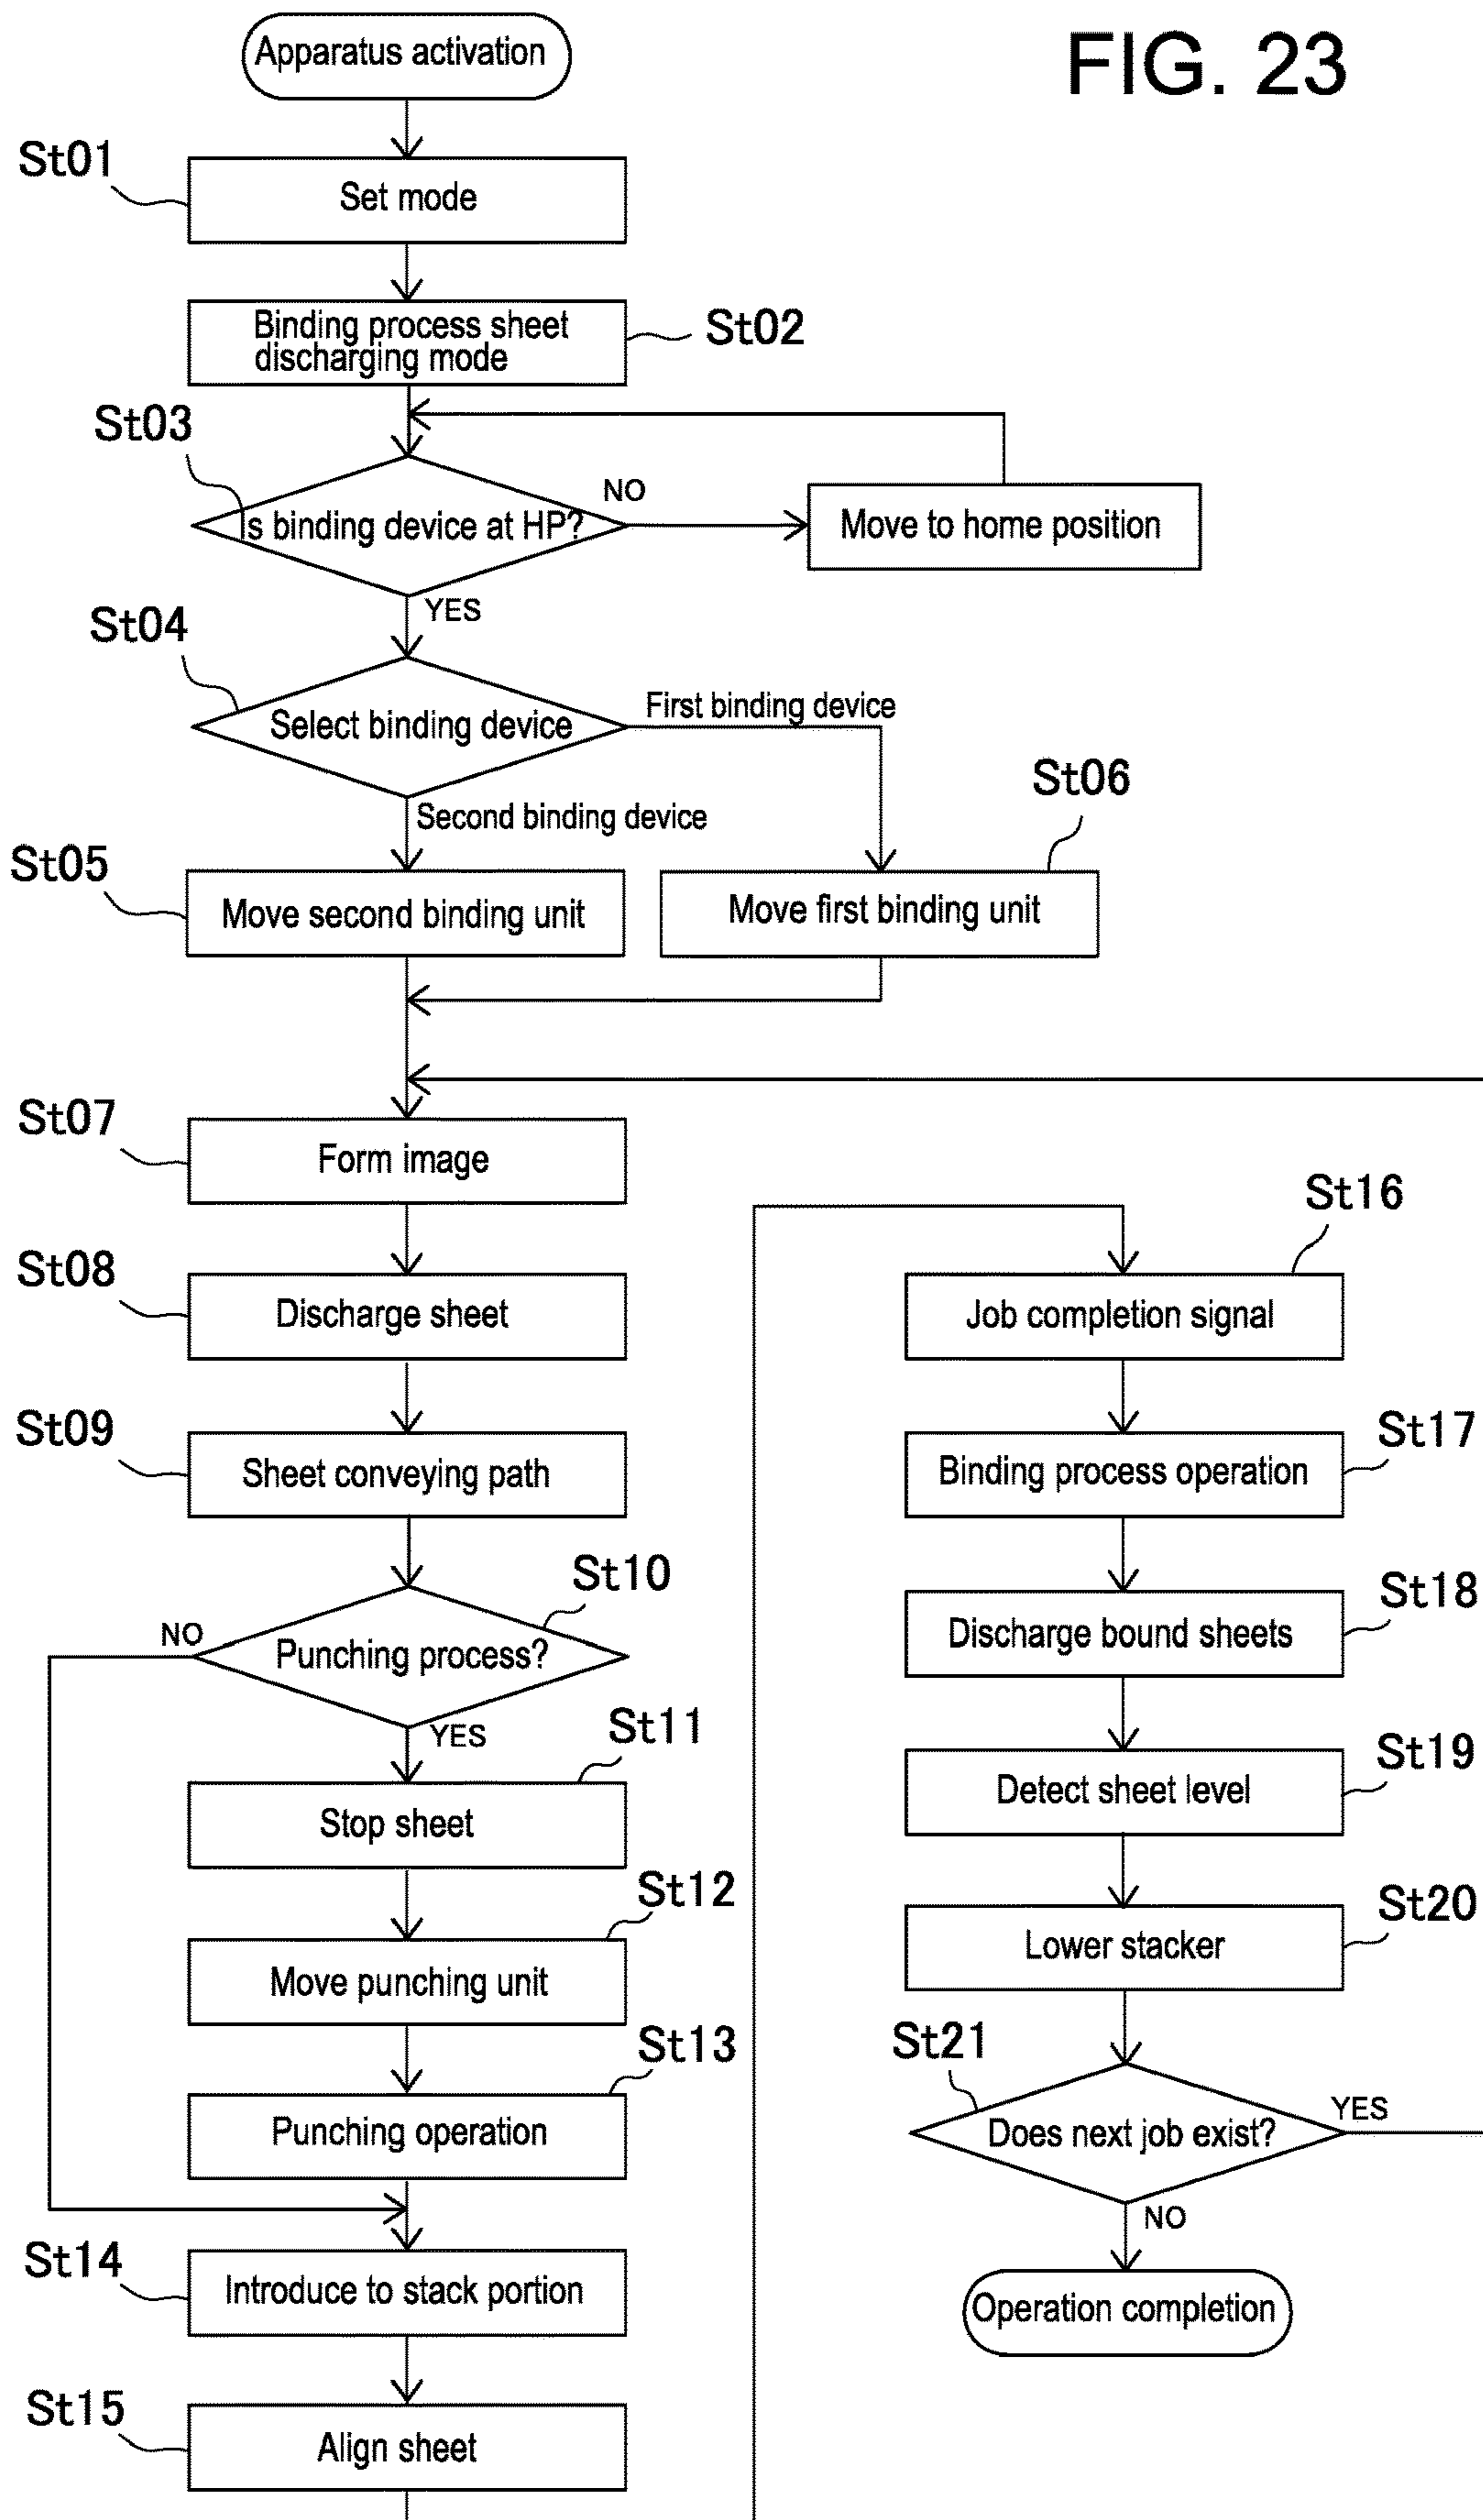 FIG. 23
Apparatus activation
St01
Set mode
Binding process sheet
discharging mode
St02
St03
Is binding device at HP?
NO
Move to home position
YES
St04
Select binding device
First binding device
Second binding device
St05
Move second binding unit
St06
Move first binding unit
St07
Form image
St08
Discharge sheet
St09
Sheet conveying path
St10
NO
Punching process?
YES
St11
Stop sheet
St12
Move punching unit
St13
Punching operation
St14
Introduce to stack portion
St15
Align sheet
St16
Job completion signal
St17
Binding process operation
St18
Discharge bound sheets
St19
Detect sheet level
St20
Lower stacker
St21
Does next job exist?
YES
NO
Operation completion